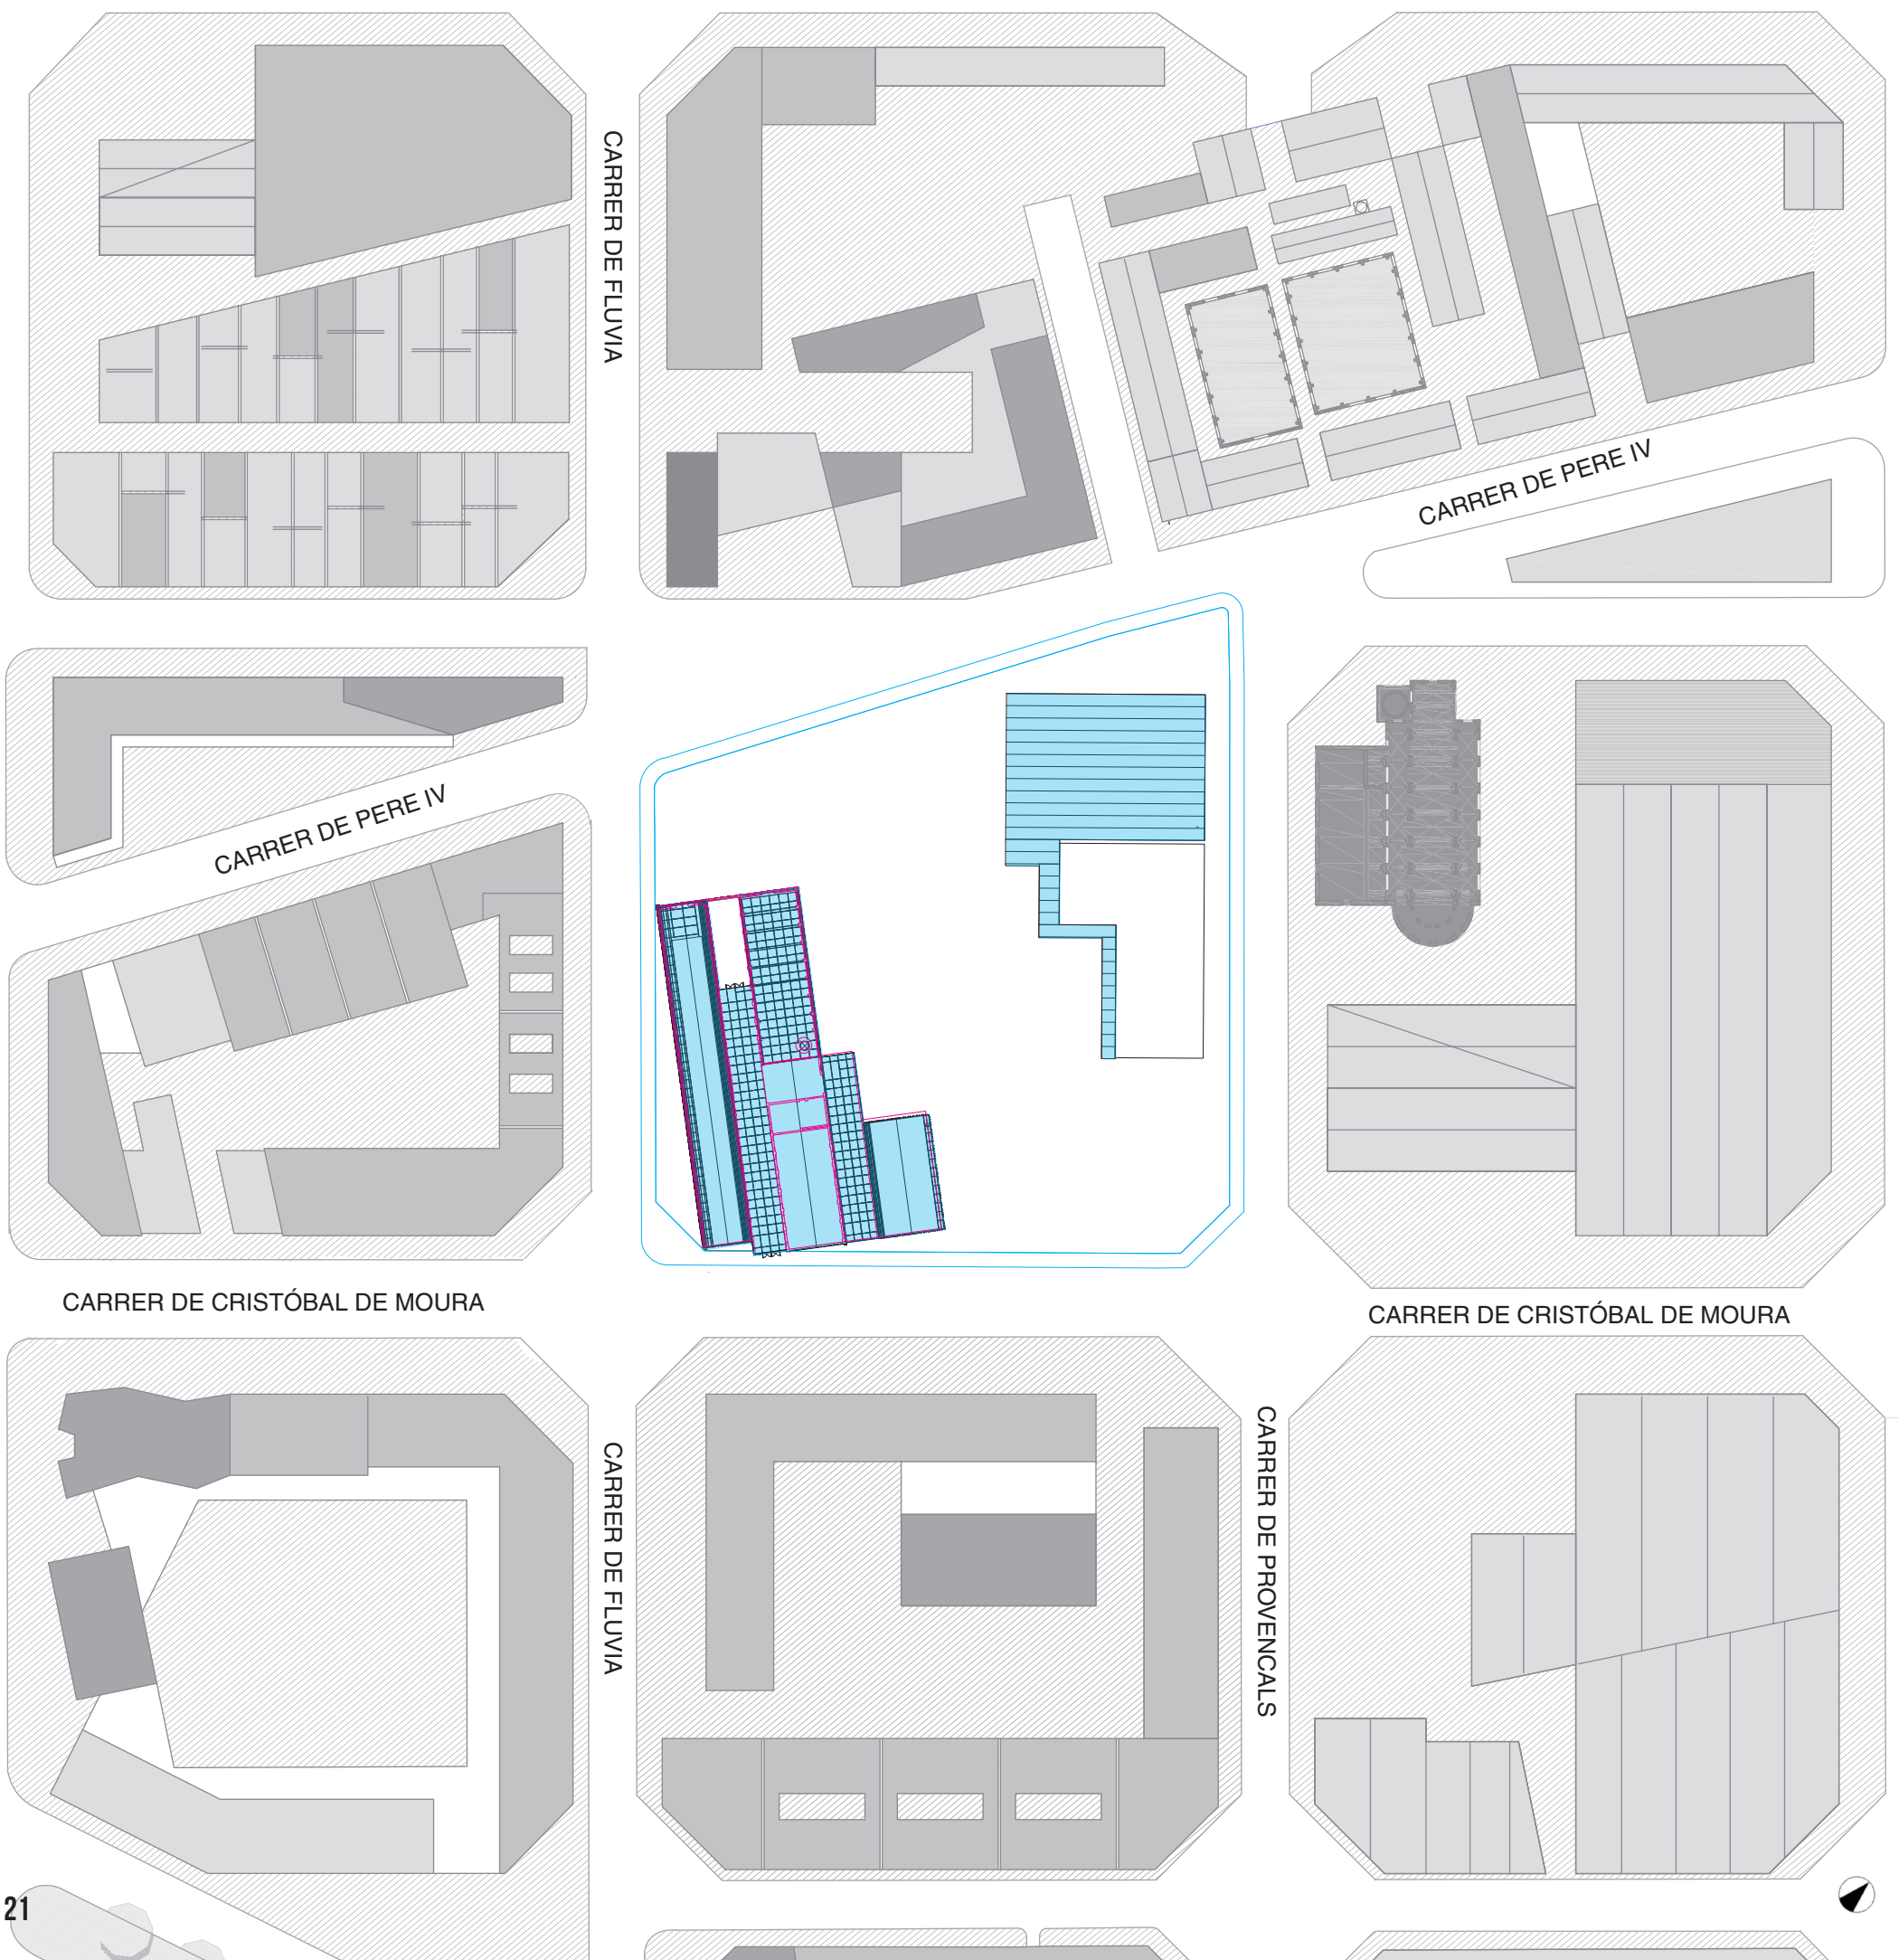 CARRER DE FLUVIA
CARRER DE PERE IV
CARRER DE PERE IV
CARRER DE CRISTÓBAL DE MOURA
CARRER DE CRISTÓBAL DE MOURA
CARRER DE FLUVIA
CARRER DE PROVENCALS
21